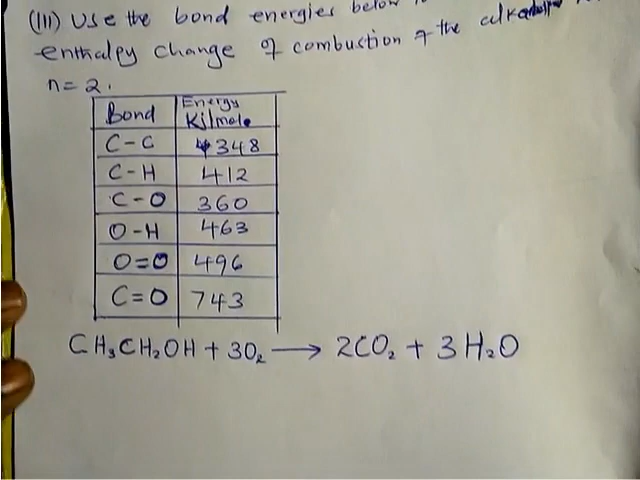 (III) Use the bond energies below
enthalpy change of combustion of the
n = 2.
Bond Energy
KJ/mole
C-C 348
C-H 412
C-O 360
O-H 463
O=O 496
C=O 743
CH₃CH₂OH + 3O₂ ⟶ 2CO₂ + 3H₂O